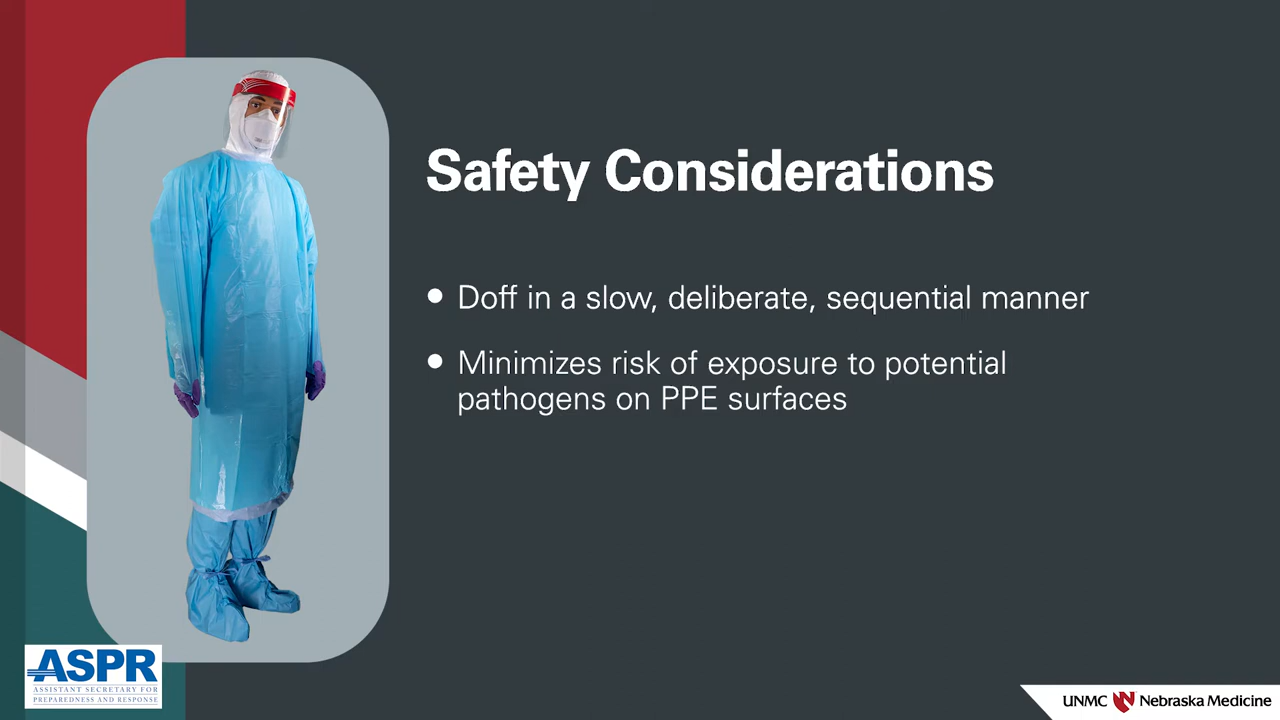 Safety Considerations
• Doff in a slow, deliberate, sequential manner
• Minimizes risk of exposure to potential
pathogens on PPE surfaces
ASPR
ASSISTANT SECRETARY FOR
PREPAREDNESS AND RESPONSE
UNMC Nebraska Medicine